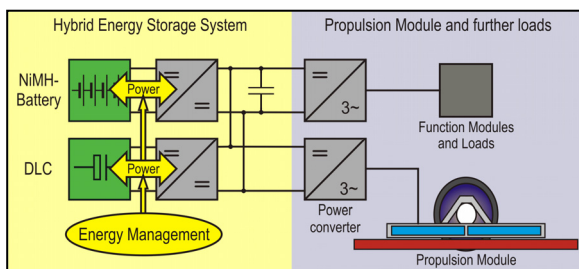 Hybrid Energy Storage System
Propulsion Module and further loads
NiMH-
Battery
Power
3~
Function Modules
and Loads
DLC
Power
3~
Power
converter
Energy Management
Propulsion Module